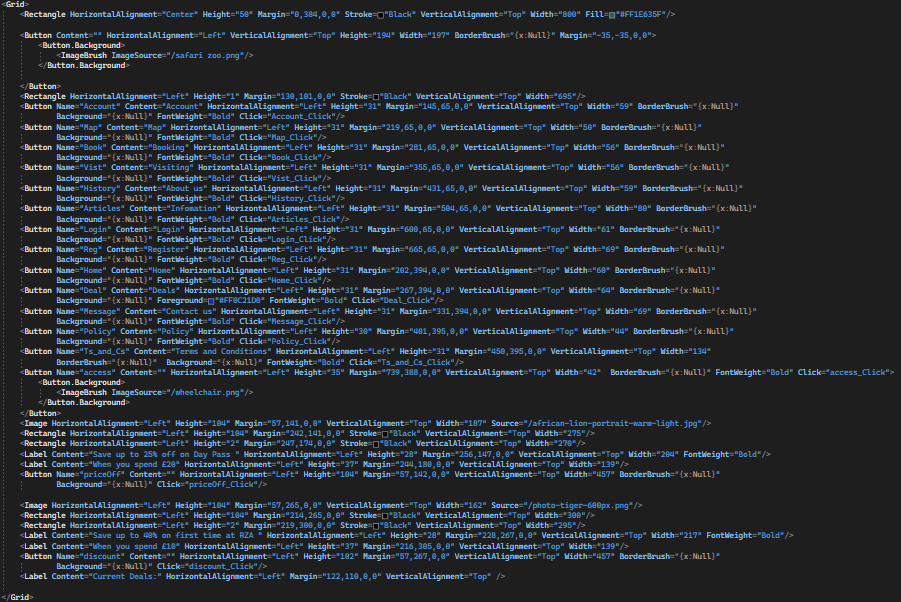 <Grid>
<Rectangle HorizontalAlignment="Center" Height="50" Margin="0,384,0,0" Stroke="Black" VerticalAlignment="Top" Width="800" Fill="#FF1E635F"/>
<Button Content="" HorizontalAlignment="Left" VerticalAlignment="Top" Height="194" Width="197" BorderBrush="{x:Null}" Margin="-35,-35,0,0">
<Button.Background>
<ImageBrush ImageSource="/safari zoo.png"/>
</Button.Background>
</Button>
<Rectangle HorizontalAlignment="Left" Height="1" Margin="130,101,0,0" Stroke="Black" VerticalAlignment="Top" Width="695"/>
<Button Name="Account" Content="Account" HorizontalAlignment="Left" Height="31" Margin="145,65,0,0" VerticalAlignment="Top" Width="59" BorderBrush="{x:Null}"
Background="{x:Null}" FontWeight="Bold" Click="Account_Click"/>
<Button Name="Map" Content="Map" HorizontalAlignment="Left" Height="31" Margin="219,65,0,0" VerticalAlignment="Top" Width="50" BorderBrush="{x:Null}"
Background="{x:Null}" FontWeight="Bold" Click="Map_Click"/>
<Button Name="Book" Content="Booking" HorizontalAlignment="Left" Height="31" Margin="281,65,0,0" VerticalAlignment="Top" Width="56" BorderBrush="{x:Null}"
Background="{x:Null}" FontWeight="Bold" Click="Book_Click"/>
<Button Name="Vist" Content="Visiting" HorizontalAlignment="Left" Height="31" Margin="355,65,0,0" VerticalAlignment="Top" Width="56" BorderBrush="{x:Null}"
Background="{x:Null}" FontWeight="Bold" Click="Vist_Click"/>
<Button Name="History" Content="About us" HorizontalAlignment="Left" Height="31" Margin="431,65,0,0" VerticalAlignment="Top" Width="59" BorderBrush="{x:Null}"
Background="{x:Null}" FontWeight="Bold" Click="History_Click"/>
<Button Name="Articles" Content="Infomation" HorizontalAlignment="Left" Height="31" Margin="504,65,0,0" VerticalAlignment="Top" Width="80" BorderBrush="{x:Null}"
Background="{x:Null}" FontWeight="Bold" Click="Articles_Click"/>
<Button Name="Login" Content="Login" HorizontalAlignment="Left" Height="31" Margin="600,65,0,0" VerticalAlignment="Top" Width="61" BorderBrush="{x:Null}"
Background="{x:Null}" FontWeight="Bold" Click="Login_Click"/>
<Button Name="Reg" Content="Register" HorizontalAlignment="Left" Height="31" Margin="665,65,0,0" VerticalAlignment="Top" Width="69" BorderBrush="{x:Null}"
Background="{x:Null}" FontWeight="Bold" Click="Reg_Click"/>
<Button Name="Home" Content="Home" HorizontalAlignment="Left" Height="31" Margin="202,394,0,0" VerticalAlignment="Top" Width="60" BorderBrush="{x:Null}"
Background="{x:Null}" FontWeight="Bold" Click="Home_Click"/>
<Button Name="Deal" Content="Deals" HorizontalAlignment="Left" Height="31" Margin="267,394,0,0" VerticalAlignment="Top" Width="64" BorderBrush="{x:Null}"
Background="{x:Null}" Foreground="#FF0C21D0" FontWeight="Bold" Click="Deal_Click"/>
<Button Name="Message" Content="Contact us" HorizontalAlignment="Left" Height="31" Margin="331,394,0,0" VerticalAlignment="Top" Width="69" BorderBrush="{x:Null}"
Background="{x:Null}" FontWeight="Bold" Click="Message_Click"/>
<Button Name="Policy" Content="Policy" HorizontalAlignment="Left" Height="30" Margin="401,395,0,0" VerticalAlignment="Top" Width="44" BorderBrush="{x:Null}"
Background="{x:Null}" FontWeight="Bold" Click="Policy_Click"/>
<Button Name="Ts_and_Cs" Content="Terms and Conditions" HorizontalAlignment="Left" Height="31" Margin="450,395,0,0" VerticalAlignment="Top" Width="134"
BorderBrush="{x:Null}" Background="{x:Null}" FontWeight="Bold" Click="Ts_and_Cs_Click"/>
<Button Name="access" Content="" HorizontalAlignment="Left" Height="35" Margin="739,388,0,0" VerticalAlignment="Top" Width="42" BorderBrush="{x:Null}" FontWeight="Bold" Click="access_Click">
<Button.Background>
<ImageBrush ImageSource="/wheelchair.png"/>
</Button.Background>
</Button>
<Image HorizontalAlignment="Left" Height="104" Margin="57,141,0,0" VerticalAlignment="Top" Width="187" Source="/african-lion-portrait-warm-light.jpg"/>
<Rectangle HorizontalAlignment="Left" Height="104" Margin="242,141,0,0" Stroke="Black" VerticalAlignment="Top" Width="275"/>
<Rectangle HorizontalAlignment="Left" Height="2" Margin="247,174,0,0" Stroke="Black" VerticalAlignment="Top" Width="270"/>
<Label Content="Save up to 25% off on Day Pass " HorizontalAlignment="Left" Height="28" Margin="256,147,0,0" VerticalAlignment="Top" Width="204" FontWeight="Bold"/>
<Label Content="When you spend £20" HorizontalAlignment="Left" Height="37" Margin="244,180,0,0" VerticalAlignment="Top" Width="139"/>
<Button Name="priceOff" Content="" HorizontalAlignment="Left" Height="104" Margin="57,142,0,0" VerticalAlignment="Top" Width="457" BorderBrush="{x:Null}"
Background="{x:Null}" Click="priceOff_Click"/>
<Image HorizontalAlignment="Left" Height="104" Margin="57,265,0,0" VerticalAlignment="Top" Width="162" Source="/photo-tiger-600px.png"/>
<Rectangle HorizontalAlignment="Left" Height="104" Margin="214,265,0,0" Stroke="Black" VerticalAlignment="Top" Width="300"/>
<Rectangle HorizontalAlignment="Left" Height="2" Margin="219,300,0,0" Stroke="Black" VerticalAlignment="Top" Width="295"/>
<Label Content="Save up to 40% on first time at RZA " HorizontalAlignment="Left" Height="28" Margin="228,267,0,0" VerticalAlignment="Top" Width="217" FontWeight="Bold"/>
<Label Content="When you spend £10" HorizontalAlignment="Left" Height="37" Margin="216,305,0,0" VerticalAlignment="Top" Width="139"/>
<Button Name="discount" Content="" HorizontalAlignment="Left" Height="102" Margin="57,267,0,0" VerticalAlignment="Top" Width="457" BorderBrush="{x:Null}"
Background="{x:Null}" Click="discount_Click"/>
<Label Content="Current Deals:" HorizontalAlignment="Left" Margin="122,110,0,0" VerticalAlignment="Top" />
</Grid>